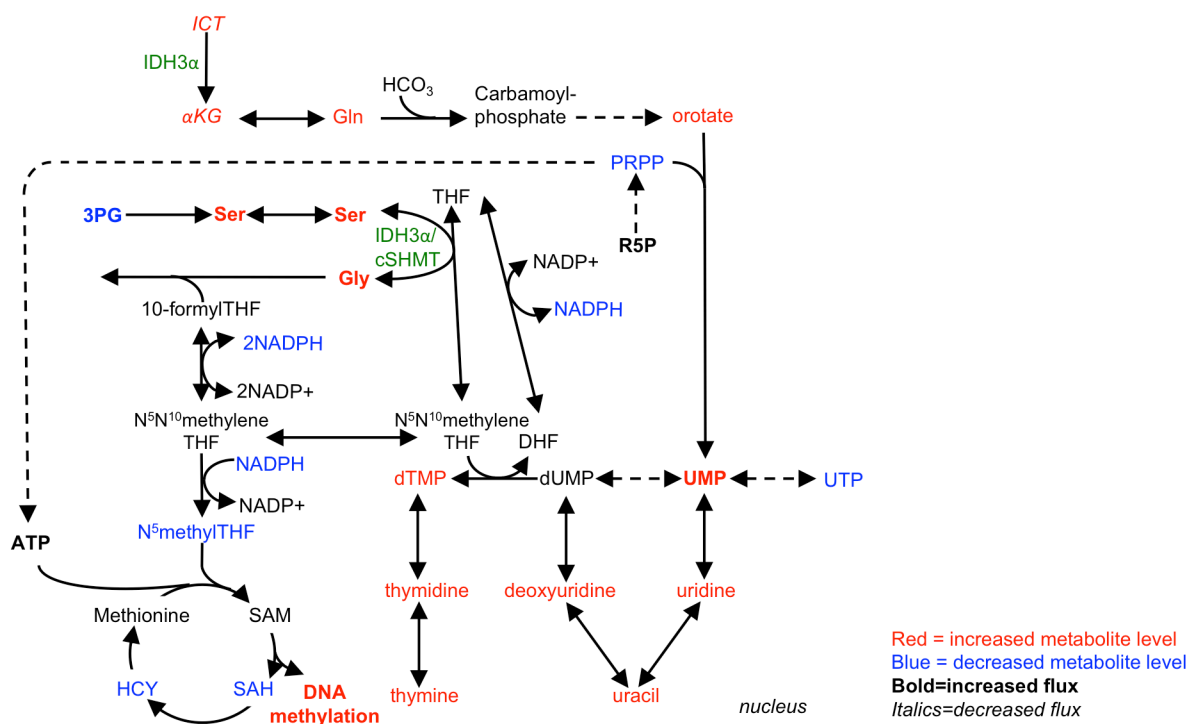 ICT
IDH3α
HCO₃
Carbamoyl-
phosphate
αKG
Gln
orotate
PRPP
THF
3PG
Ser
Ser
IDH3α/
cSHMT
R5P
NADP+
Gly
10-formylTHF
NADPH
2NADPH
2NADP+
N⁵N¹⁰methylene
THF
N⁵N¹⁰methylene
THF
DHF
NADPH
dTMP
dUMP
UMP
UTP
NADP+
N⁵methylTHF
ATP
thymidine
deoxyuridine
uridine
Methionine
SAM
HCY
SAH
DNA
methylation
thymine
uracil
nucleus
Red = increased metabolite level
Blue = decreased metabolite level
Bold=increased flux
Italics=decreased flux